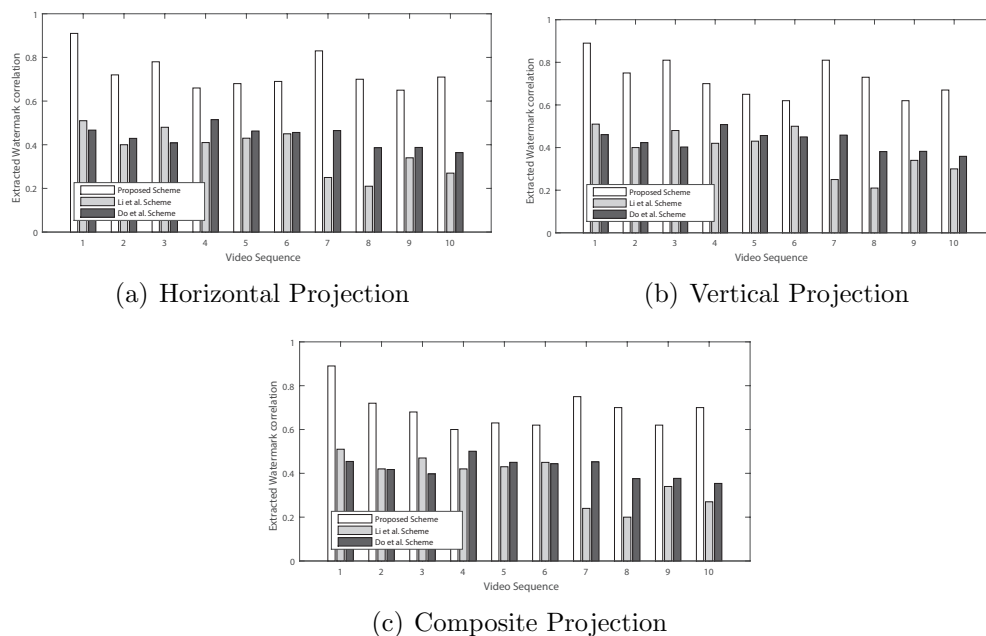 Extracted Watermark correlation
1
0.8
0.6
0.4
0.2
0
Proposed Scheme
Li et al. Scheme
Do et al. Scheme
1 2 3 4 5 6 7 8 9 10
Video Sequence
(a) Horizontal Projection
Extracted Watermark correlation
1
0.8
0.6
0.4
0.2
0
Proposed Scheme
Li et al. Scheme
Do et al. Scheme
1 2 3 4 5 6 7 8 9 10
Video Sequence
(b) Vertical Projection
Extracted Watermark correlation
1
0.8
0.6
0.4
0.2
0
Proposed Scheme
Li et al. Scheme
Do et al. Scheme
1 2 3 4 5 6 7 8 9 10
Video Sequence
(c) Composite Projection